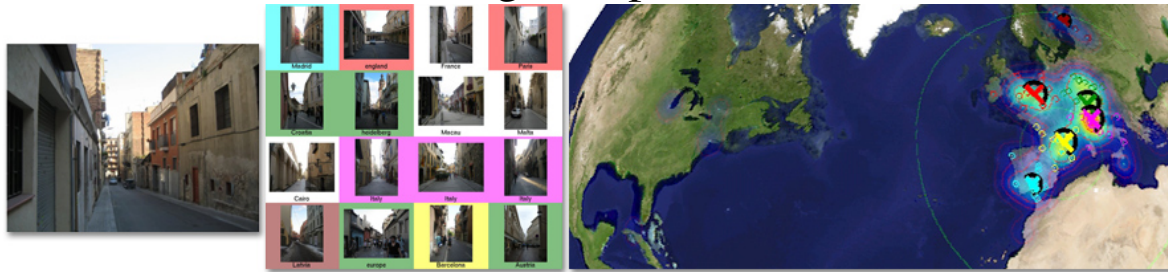 Madrid england France Paris
Croatia heidelberg Macau Malta
Cairo Italy Italy Italy
Latvia europe Barcelona Austria